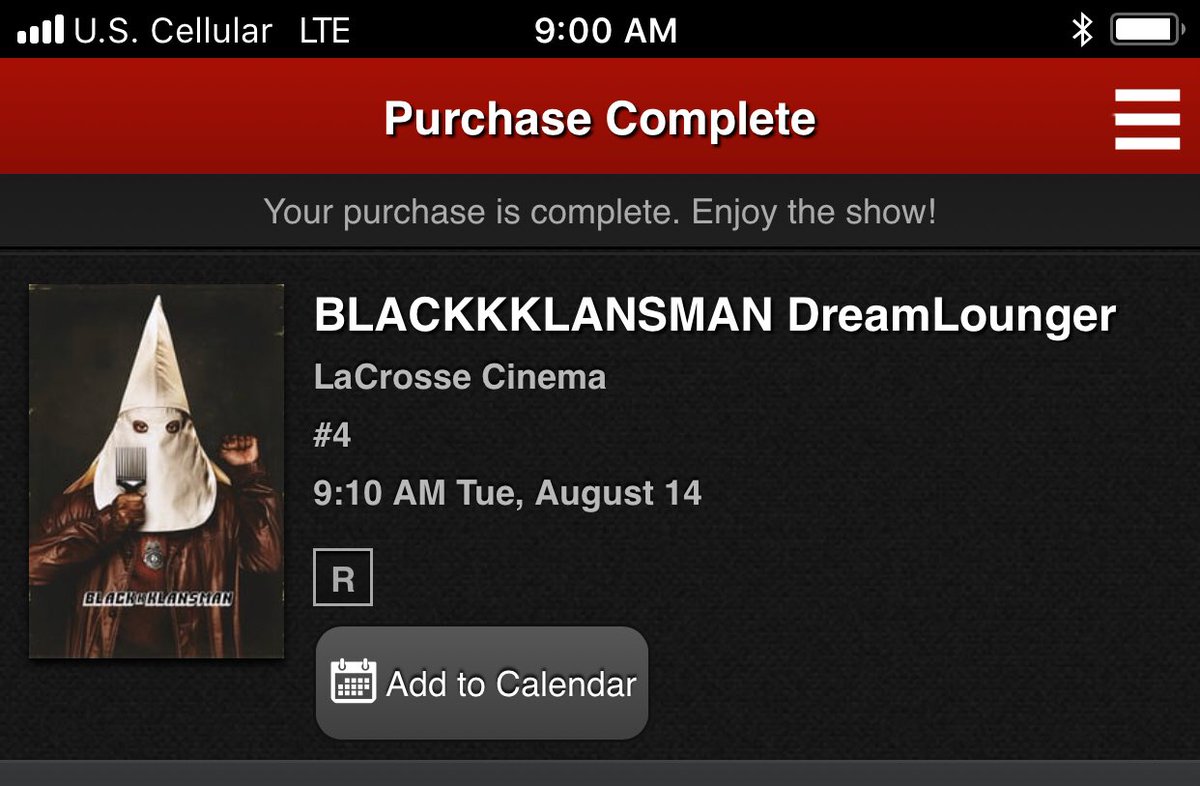 U.S. Cellular LTE 9:00 AM
Purchase Complete
Your purchase is complete. Enjoy the show!
BLACKKKLANSMAN DreamLounger
LaCrosse Cinema
#4
9:10 AM Tue, August 14
R
Add to Calendar
BLACKkKLANSMAN